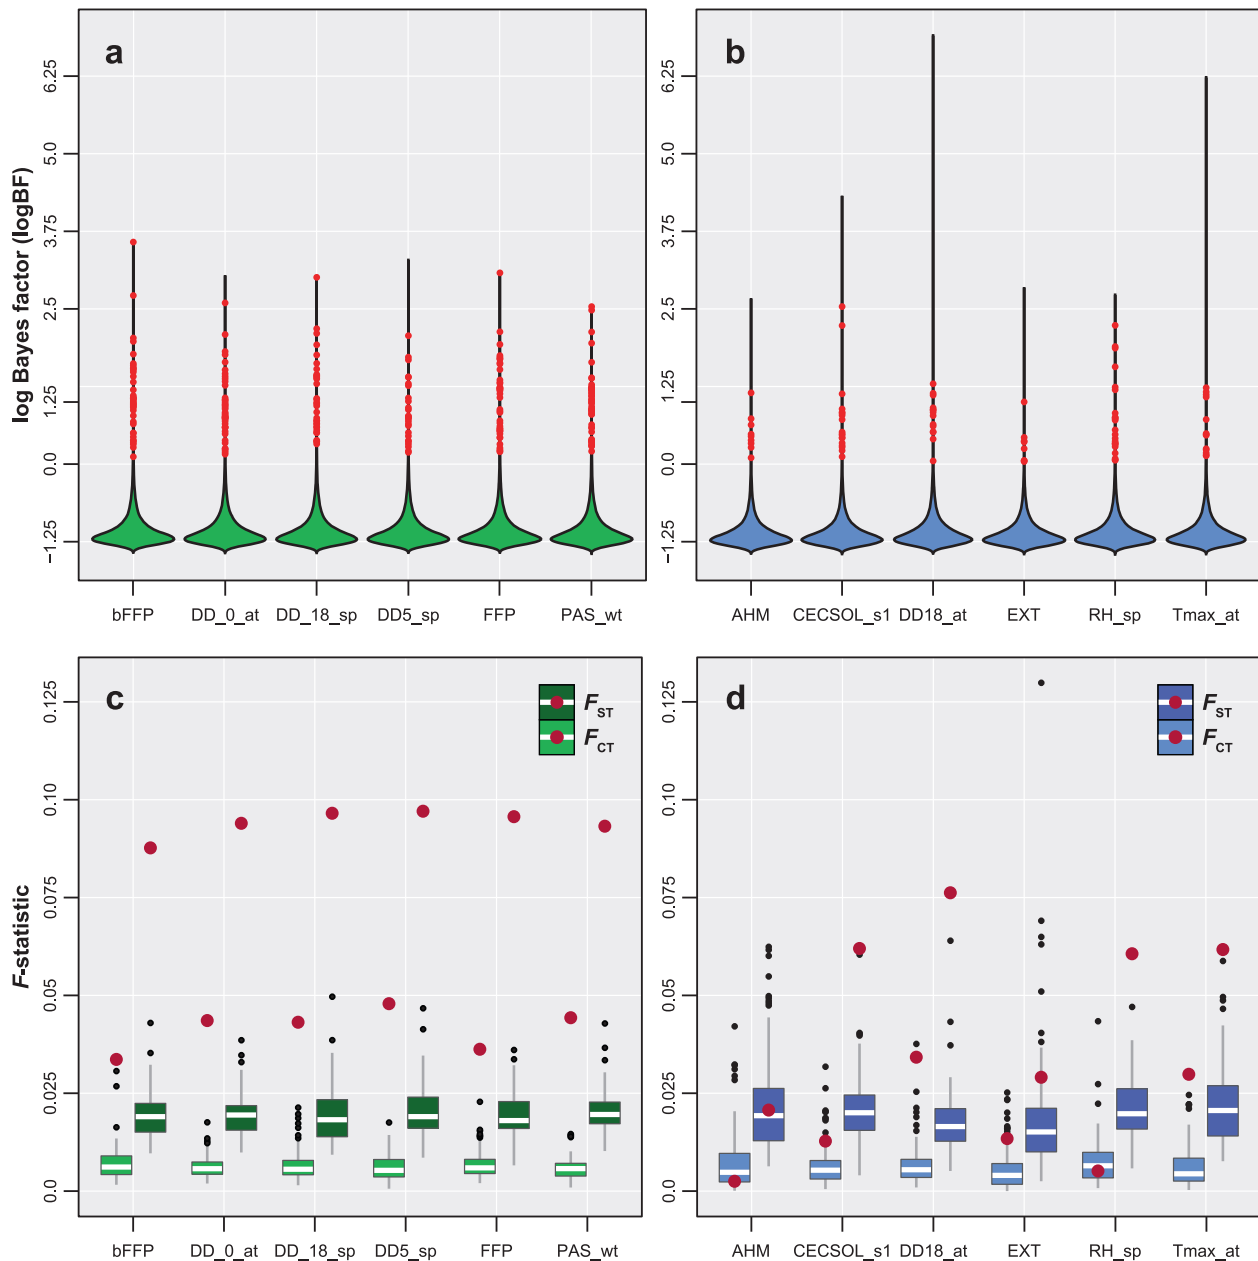 a
b
log Bayes factor (logBF)
6.25
5.0
3.75
2.5
1.25
0.0
−1.25
6.25
5.0
3.75
2.5
1.25
0.0
−1.25
bFFP DD_0_at DD_18_sp DD5_sp FFP PAS_wt
AHM CECSOL_s1 DD18_at EXT RH_sp Tmax_at
c
d
F-statistic
0.125
0.10
0.075
0.05
0.025
0.0
0.125
0.10
0.075
0.05
0.025
0.0
FST
FCT
FST
FCT
bFFP DD_0_at DD_18_sp DD5_sp FFP PAS_wt
AHM CECSOL_s1 DD18_at EXT RH_sp Tmax_at